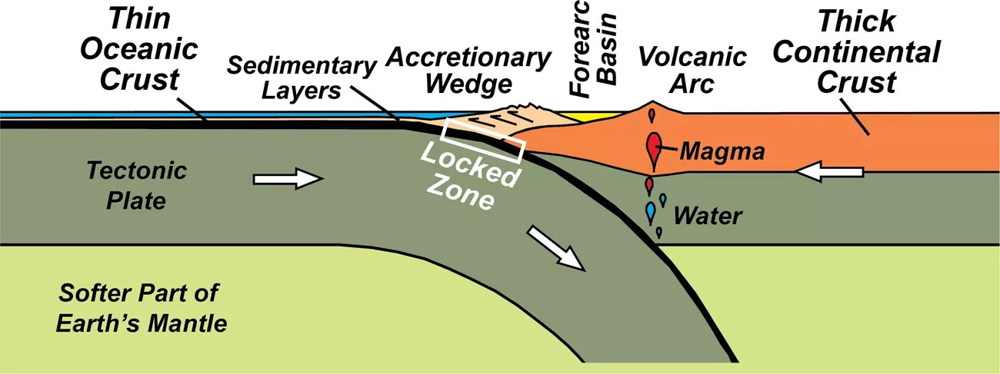 Thin
Oceanic
Crust
Sedimentary
Layers
Accretionary
Wedge
Forearc
Basin
Volcanic
Arc
Thick
Continental
Crust
Locked
Zone
Magma
Tectonic
Plate
Water
Softer Part of
Earth's Mantle